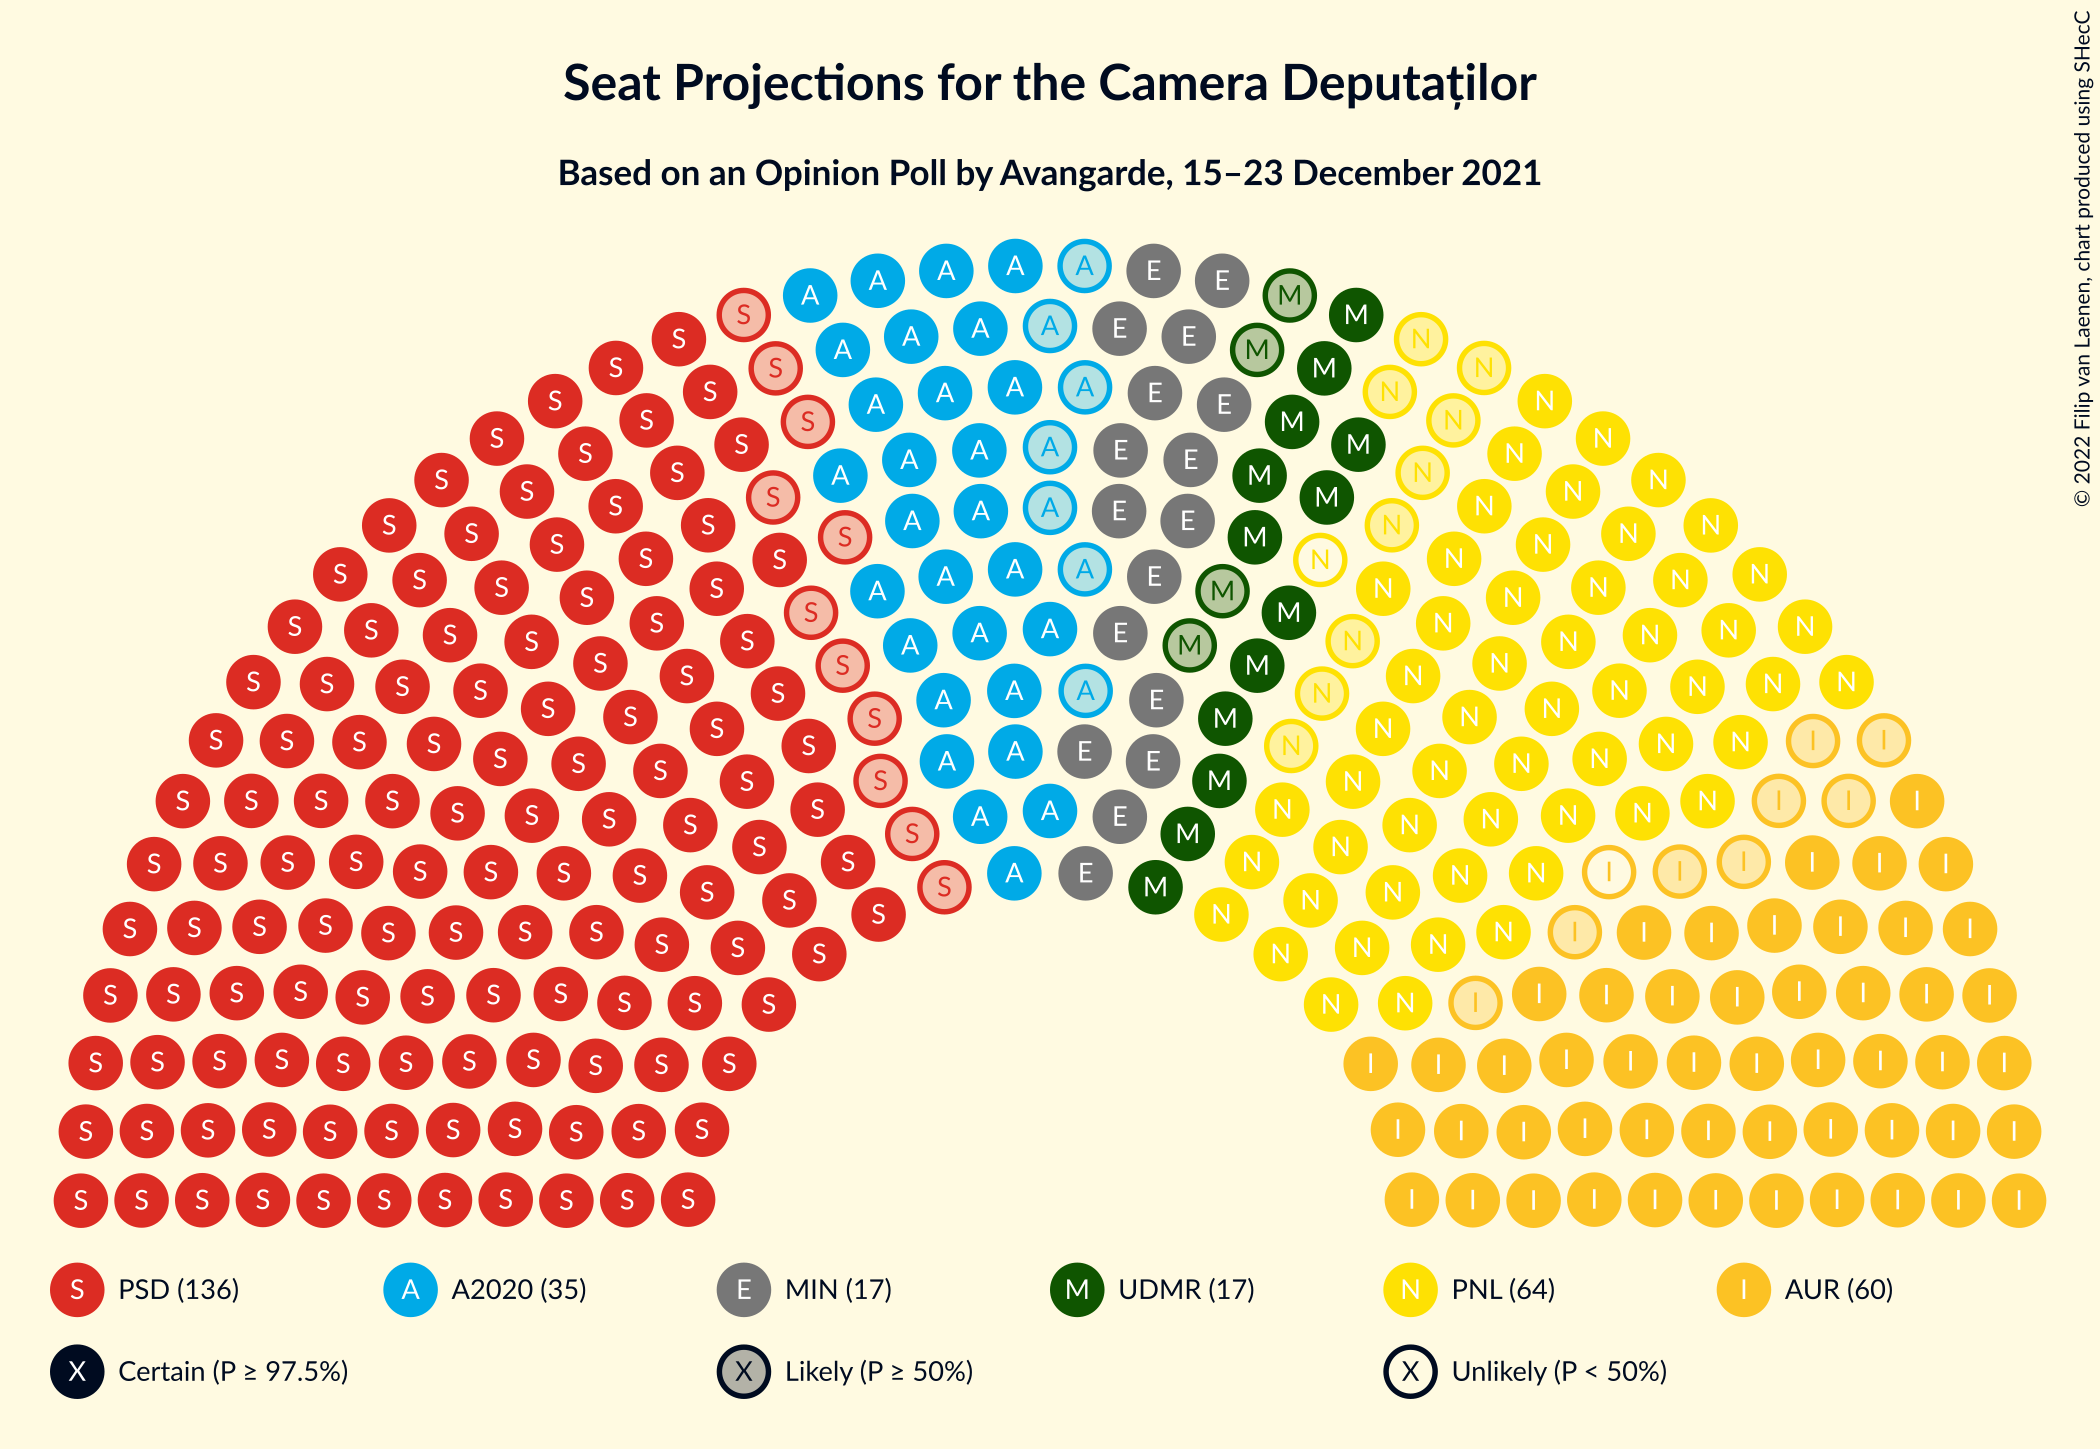 Seat Projections for the Camera Deputaților
Based on an Opinion Poll by Avangarde, 15–23 December 2021
© 2022 Filip van Laenen, chart produced using SHecC
S PSD (136) A A2020 (35) E MIN (17) M UDMR (17) N PNL (64) I AUR (60)
X Certain (P ≥ 97.5%) X Likely (P ≥ 50%) X Unlikely (P < 50%)